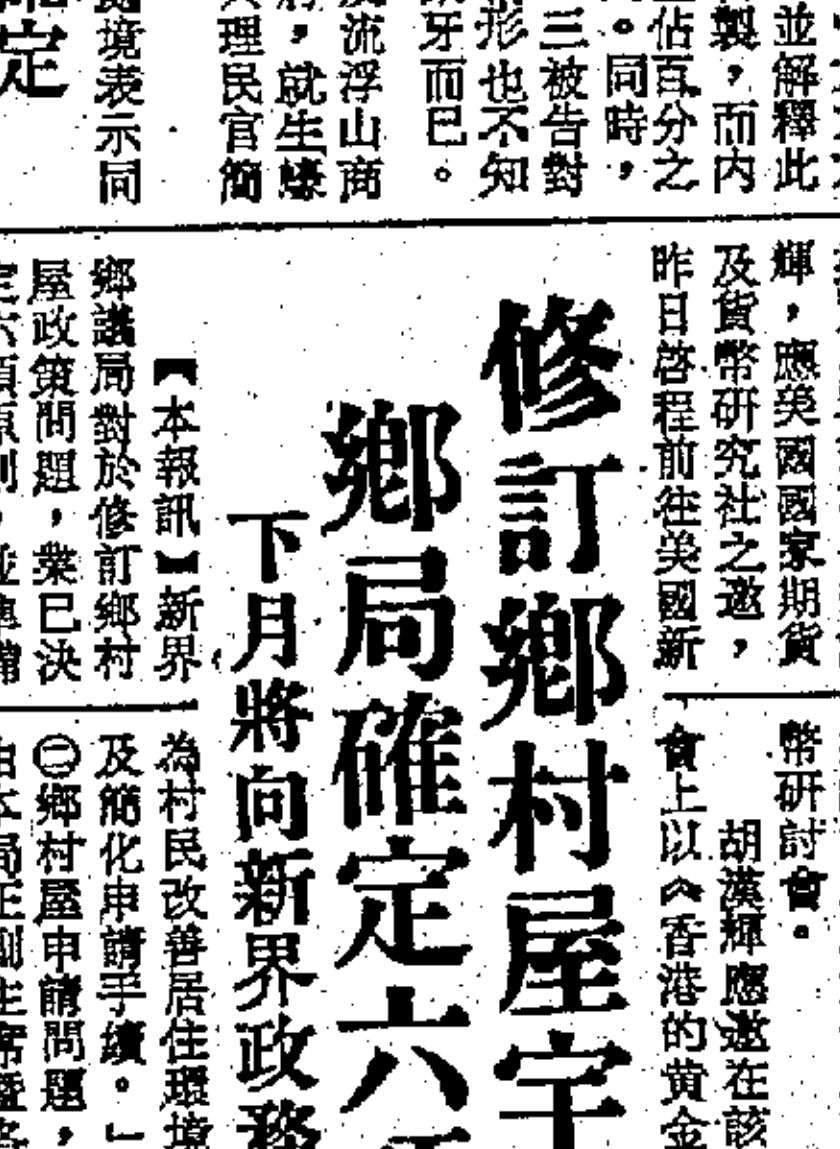 並解釋此
製，而內
佔百分之
。同時，
三被告對
形也不知
牙而已。
流浮山商
，就生蠔
理民官簡
境表示同
定
輝，應美國國家期貨
及貨幣研究社之邀，
昨日啓程前往美國新
幣研討會。
胡漢輝應邀在該
會上以《香港的黄金
修訂鄉村屋宇
鄉局確定六
下月將向新界政務
【本報訊】新界
鄉議局對於修訂鄉村
屋政策問題，業已決
為村民改善居住環境
及簡化申請手續。」
㊁鄉村屋申請問題，